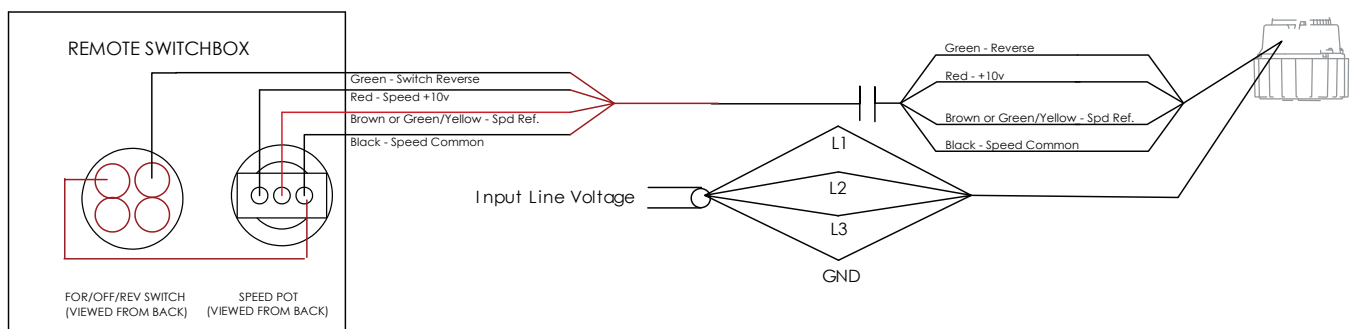 REMOTE SWITCHBOX
Green - Switch Reverse
Red - Speed +10v
Brown or Green/Yellow - Spd Ref.
Black - Speed Common
Green - Reverse
Red - +10v
Brown or Green/Yellow - Spd Ref.
Black - Speed Common
Input Line Voltage
L1
L2
L3
GND
FOR/OFF/REV SWITCH
(VIEWED FROM BACK)
SPEED POT
(VIEWED FROM BACK)